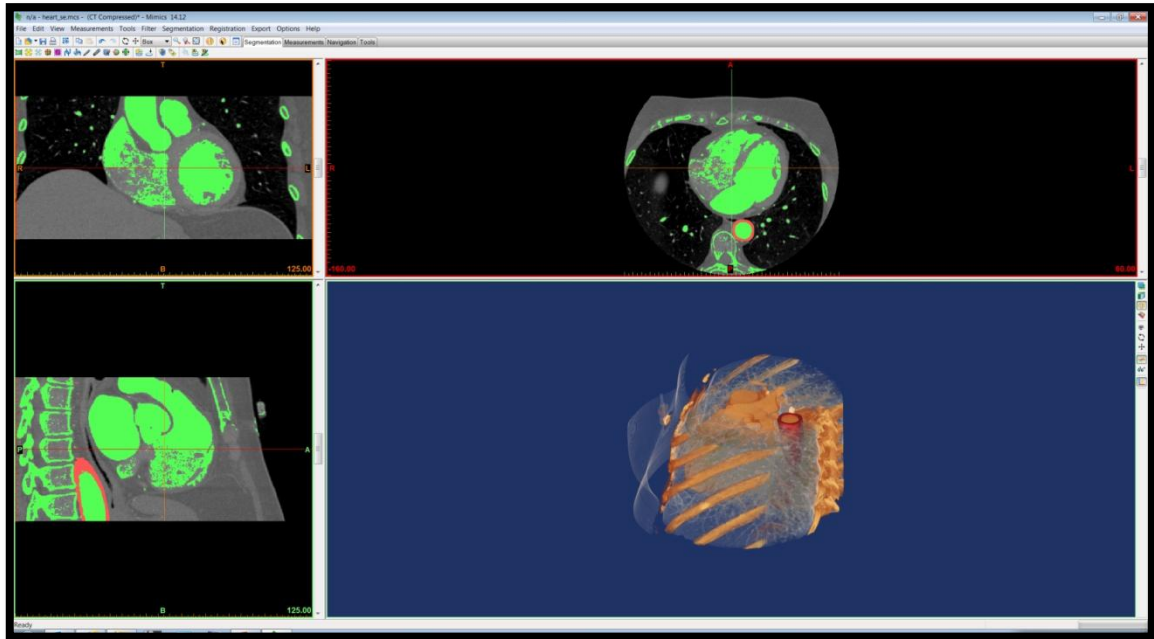 n/a - heart_se.mcs - (CT Compressed)* - Mimics 14.12
File Edit View Measurements Tools Filter Segmentation Registration Export Options Help
Box Segmentation Measurements Navigation Tools
T
R
L
B
125.00
A
R
L
-560.00
P
60.00
T
P
A
B
125.00
Ready